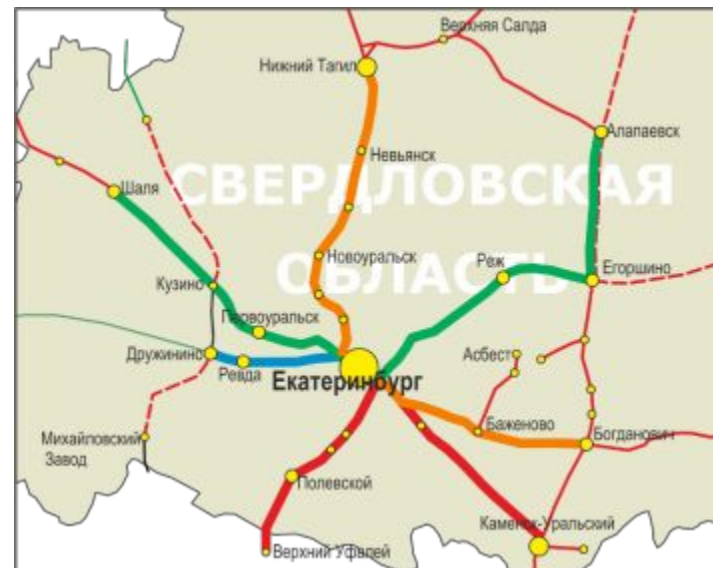 Верхняя Салда
Нижний Тагил
Алапаевск
Невьянск
СВЕРДЛОВСКАЯ
Шаля
Новоуральск
Реж
ОБЛАСТЬ
Егоршино
Кузино
Первоуральск
Дружинино
Ревда
Екатеринбург
Асбест
Баженово
Богданович
Михайловский
Завод
Полевской
Каменск-Уральский
Верхний Уфалей